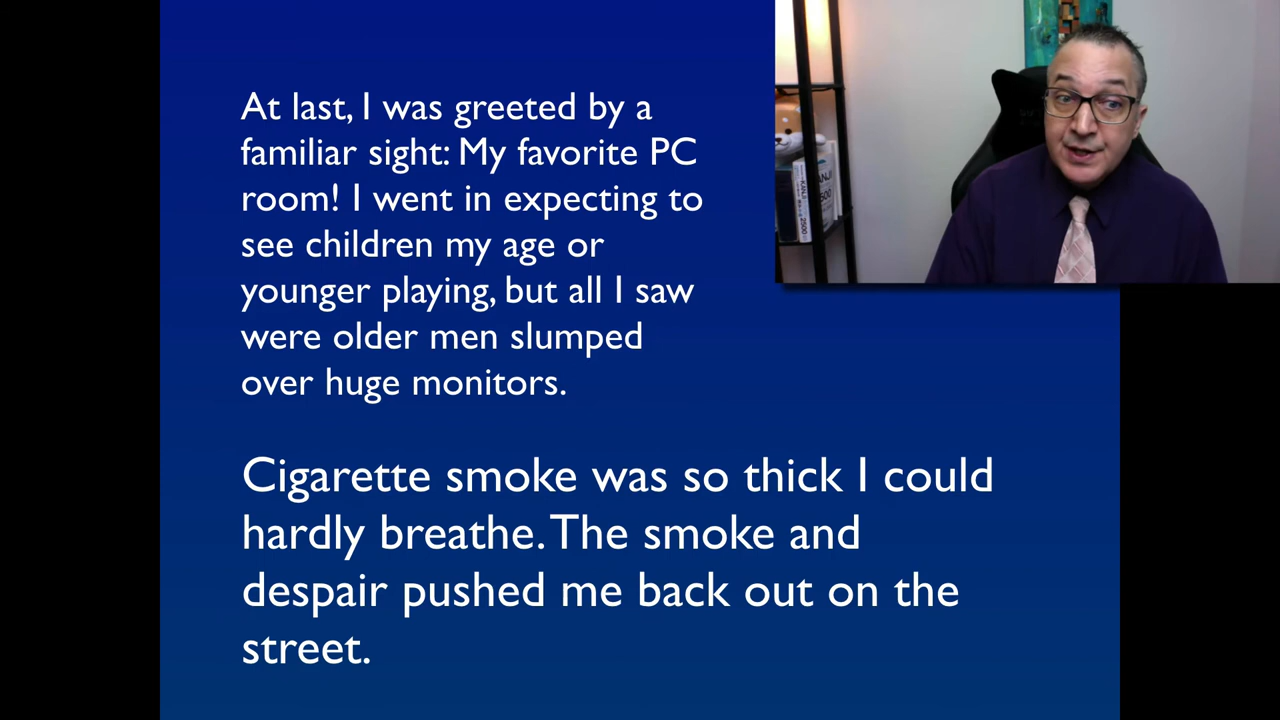 At last, I was greeted by a
familiar sight: My favorite PC
room! I went in expecting to
see children my age or
younger playing, but all I saw
were older men slumped
over huge monitors.
Cigarette smoke was so thick I could
hardly breathe. The smoke and
despair pushed me back out on the
street.
KANJI
2500